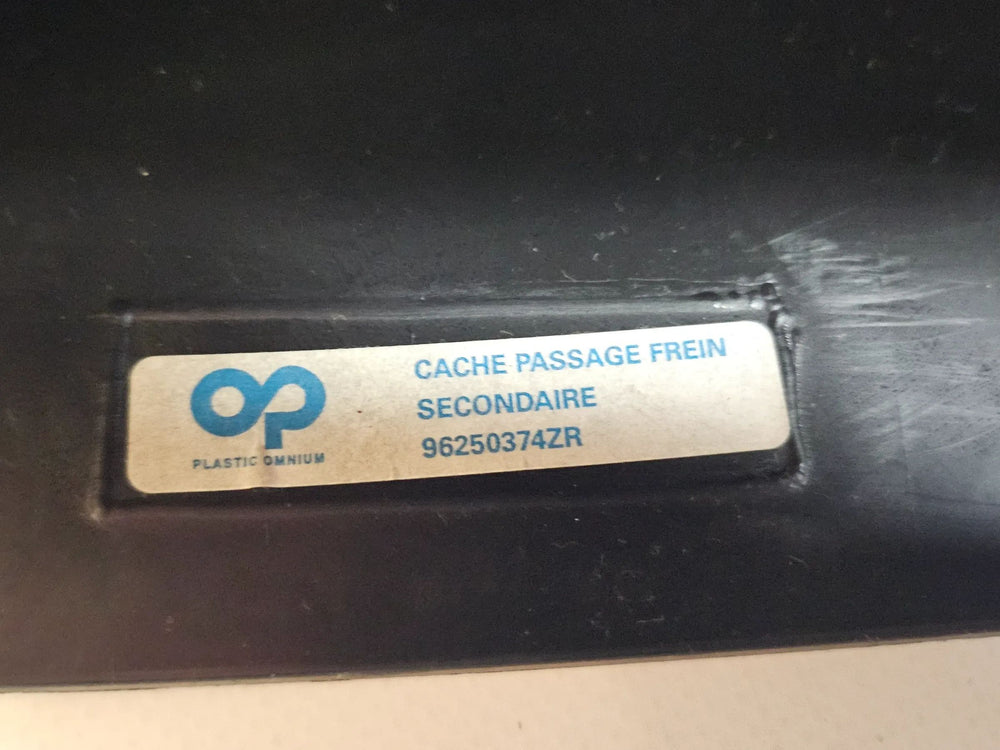 OP
PLASTIC OMNIUM
CACHE PASSAGE FREIN
SECONDAIRE
96250374ZR